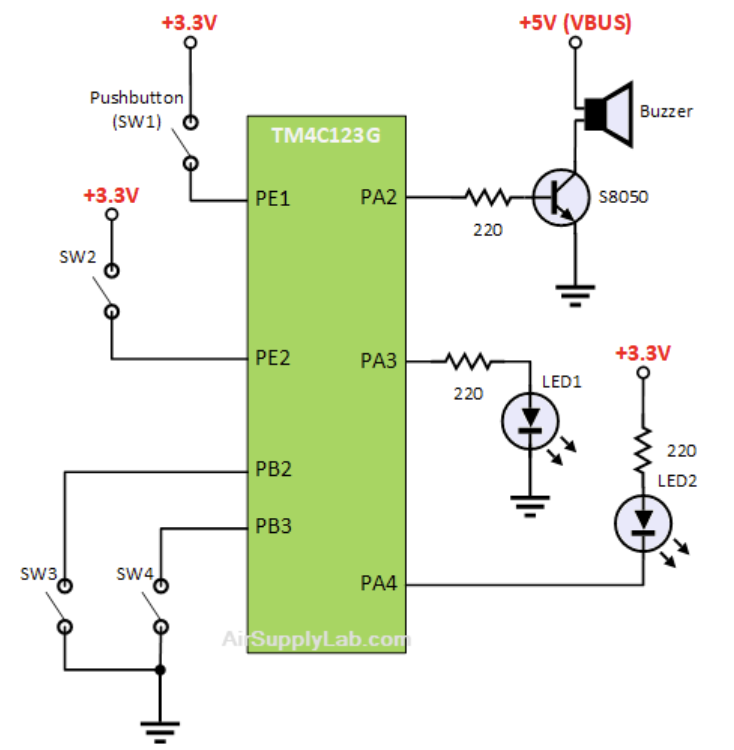 +3.3V
+5V (VBUS)
Pushbutton
(SW1)
Buzzer
TM4C123G
+3.3V
PE1
PA2
220
S8050
SW2
PE2
PA3
220
LED1
+3.3V
220
LED2
PB2
PB3
SW3
SW4
PA4
AirSupplyLab.com